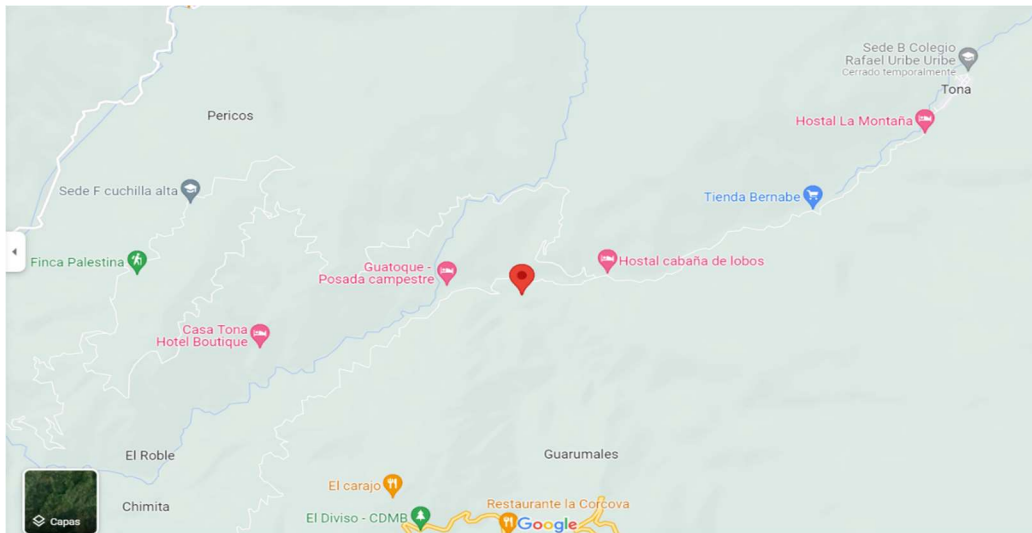 Sede B Colegio
Rafael Uribe Uribe
Cerrado temporalmente
Tona
Pericos
Hostal La Montaña
Sede F cuchilla alta
Tienda Bernabe
Finca Palestina
Guatoque -
Posada campestre
Hostal cabaña de lobos
Casa Tona
Hotel Boutique
El Roble
Guarumales
El carajo
Chimita
Restaurante la Corcova
El Diviso - CDMB
Google
Capas